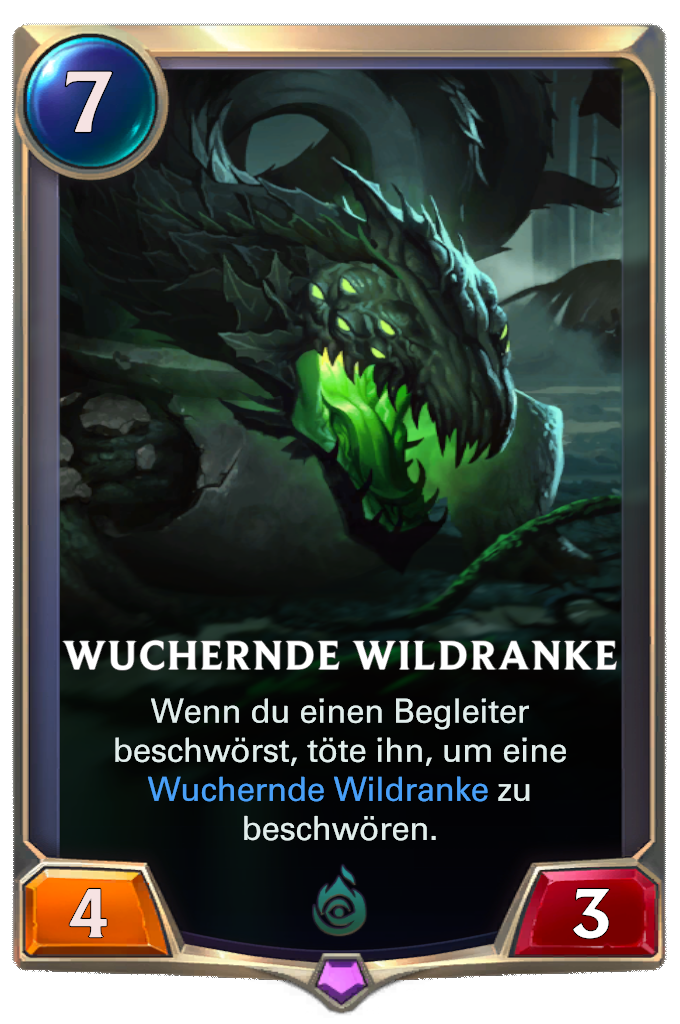 7
WUCHERNDE WILDRANKE
Wenn du einen Begleiter
beschwörst, töte ihn, um eine
Wuchernde Wildranke zu
beschwören.
4
3